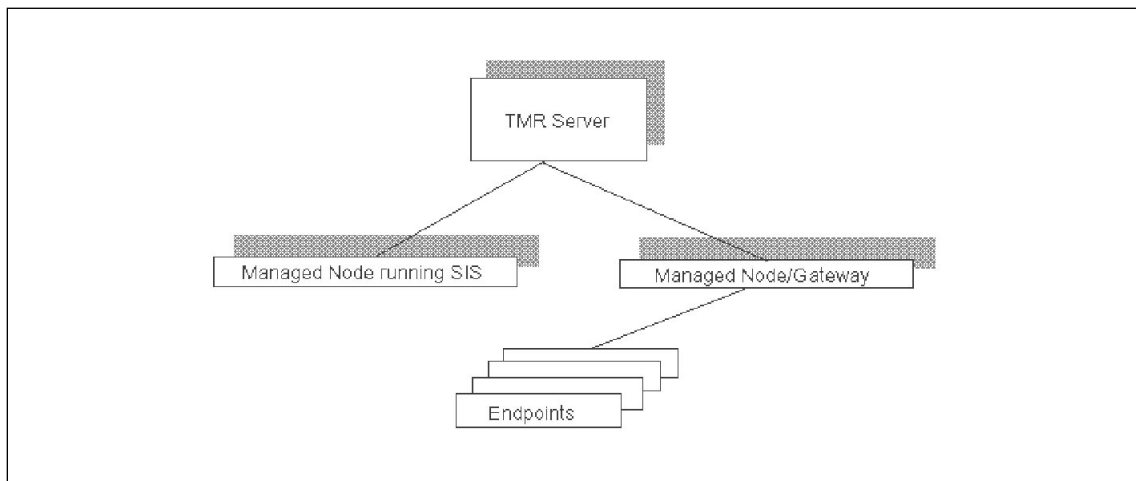 TMR Server
Managed Node running SIS
Managed Node/Gateway
Endpoints